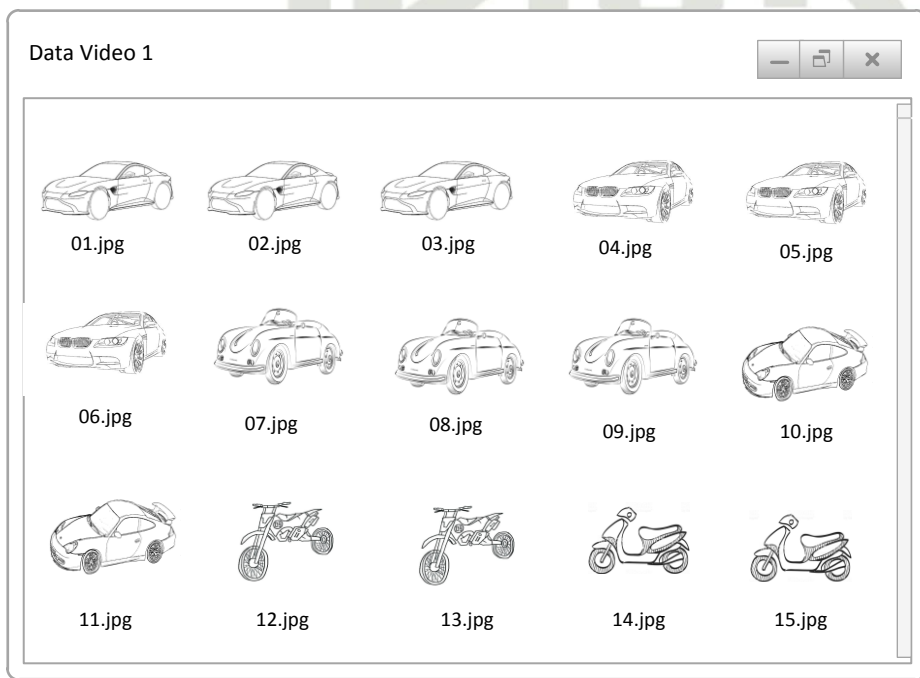 Data Video 1
01.jpg 02.jpg 03.jpg 04.jpg 05.jpg
06.jpg 07.jpg 08.jpg 09.jpg 10.jpg
11.jpg 12.jpg 13.jpg 14.jpg 15.jpg